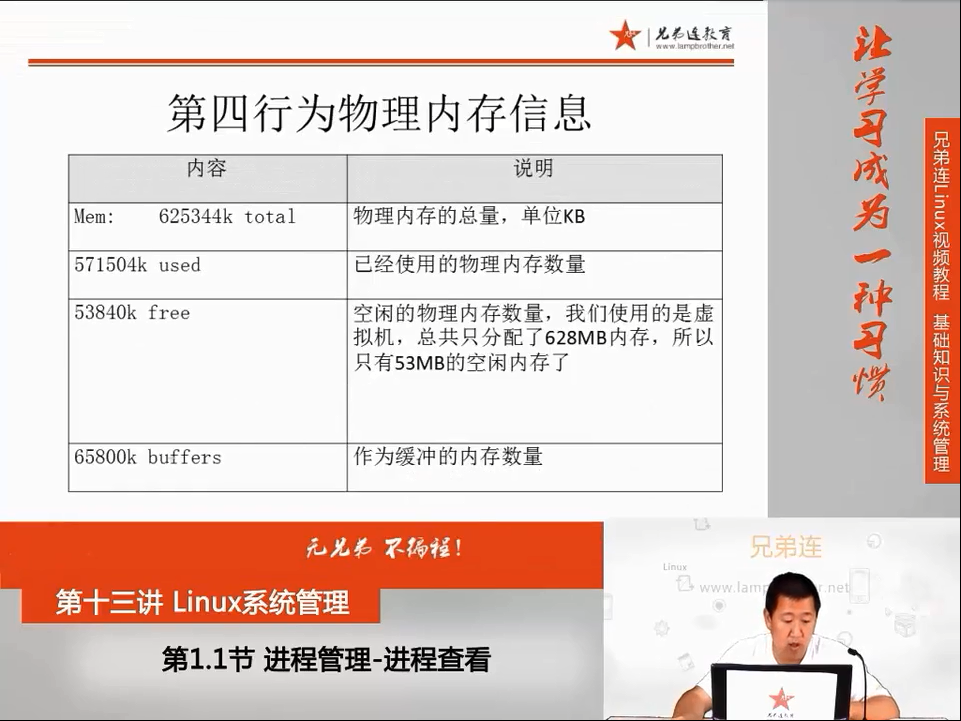 兄弟连教育
www.lampbrother.net
第四行为物理内存信息
内容 说明
Mem: 625344k total 物理内存的总量，单位KB
571504k used 已经使用的物理内存数量
53840k free 空闲的物理内存数量，我们使用的是虚
拟机，总共只分配了628MB内存，所以
只有53MB的空闲内存了
65800k buffers 作为缓冲的内存数量
让学习成为一种习惯
兄弟连Linux视频教程 基础知识与系统管理
无兄弟 不编程！
第十三讲 Linux系统管理
第1.1节 进程管理-进程查看
兄弟连
Linux
www.lampbrother.net